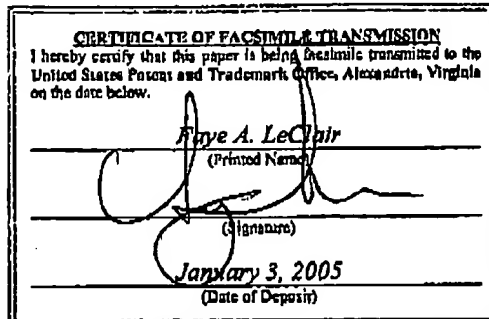 CERTIFICATE OF FACSIMILE TRANSMISSION
I hereby certify that this paper is being facsimile transmitted to the
United States Patent and Trademark Office, Alexandria, Virginia
on the date below.
Faye A. LeClair
(Printed Name)
(Signature)
January 3, 2005
(Date of Deposit)